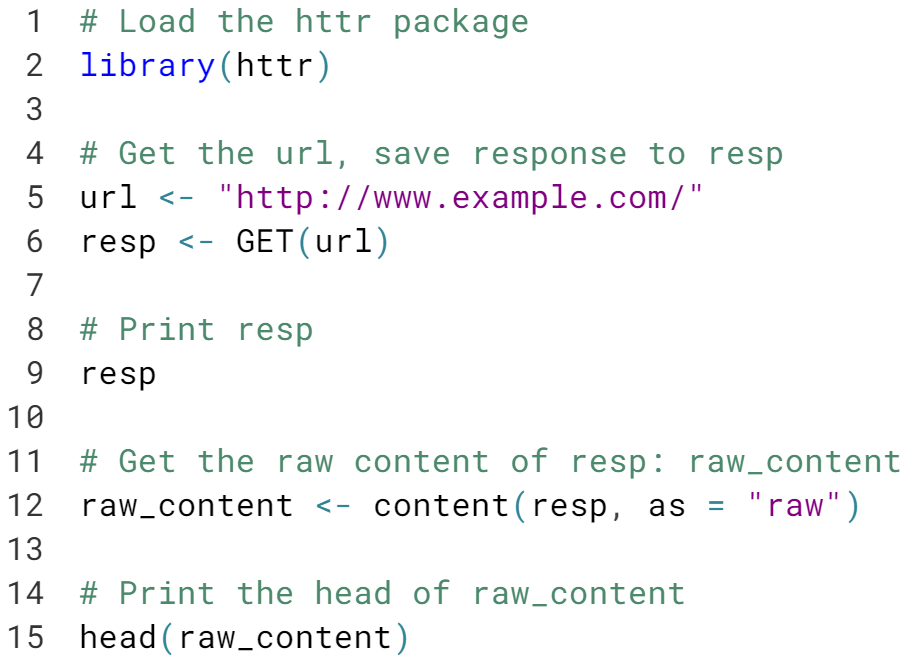 1 # Load the httr package
2 library(httr)
3
4 # Get the url, save response to resp
5 url <- "http://www.example.com/"
6 resp <- GET(url)
7
8 # Print resp
9 resp
10
11 # Get the raw content of resp: raw_content
12 raw_content <- content(resp, as = "raw")
13
14 # Print the head of raw_content
15 head(raw_content)